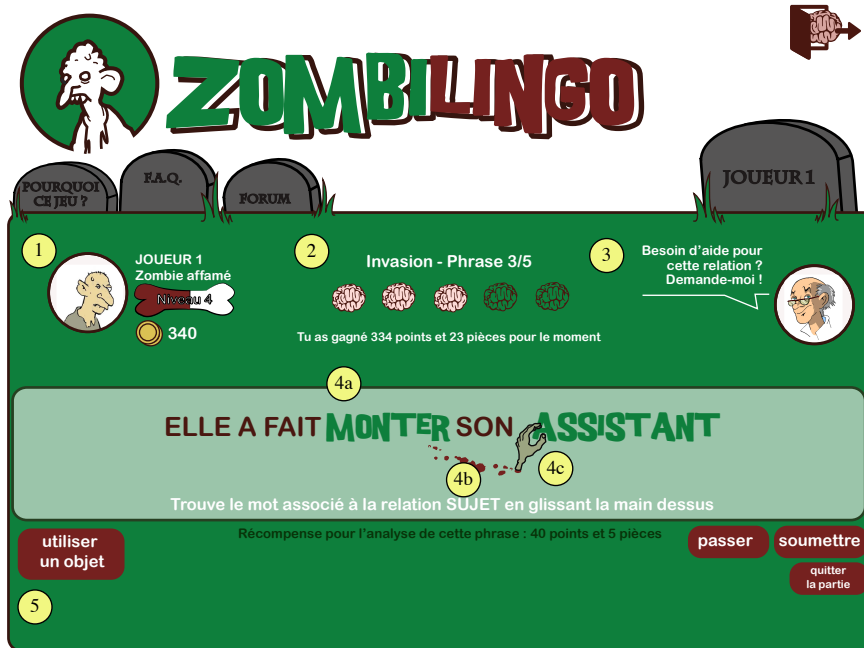 ZOMBILINGO
POURQUOI
CE JEU ?
F.A.Q.
FORUM
JOUEUR 1
1
JOUEUR 1
Zombie affamé
Niveau 4
340
2
Invasion - Phrase 3/5
Tu as gagné 334 points et 23 pièces pour le moment
3
Besoin d'aide pour
cette relation ?
Demande-moi !
4a
ELLE A FAIT MONTER SON ASSISTANT
4b
4c
Trouve le mot associé à la relation SUJET en glissant la main dessus
utiliser
un objet
Récompense pour l'analyse de cette phrase : 40 points et 5 pièces
passer
soumettre
quitter
la partie
5